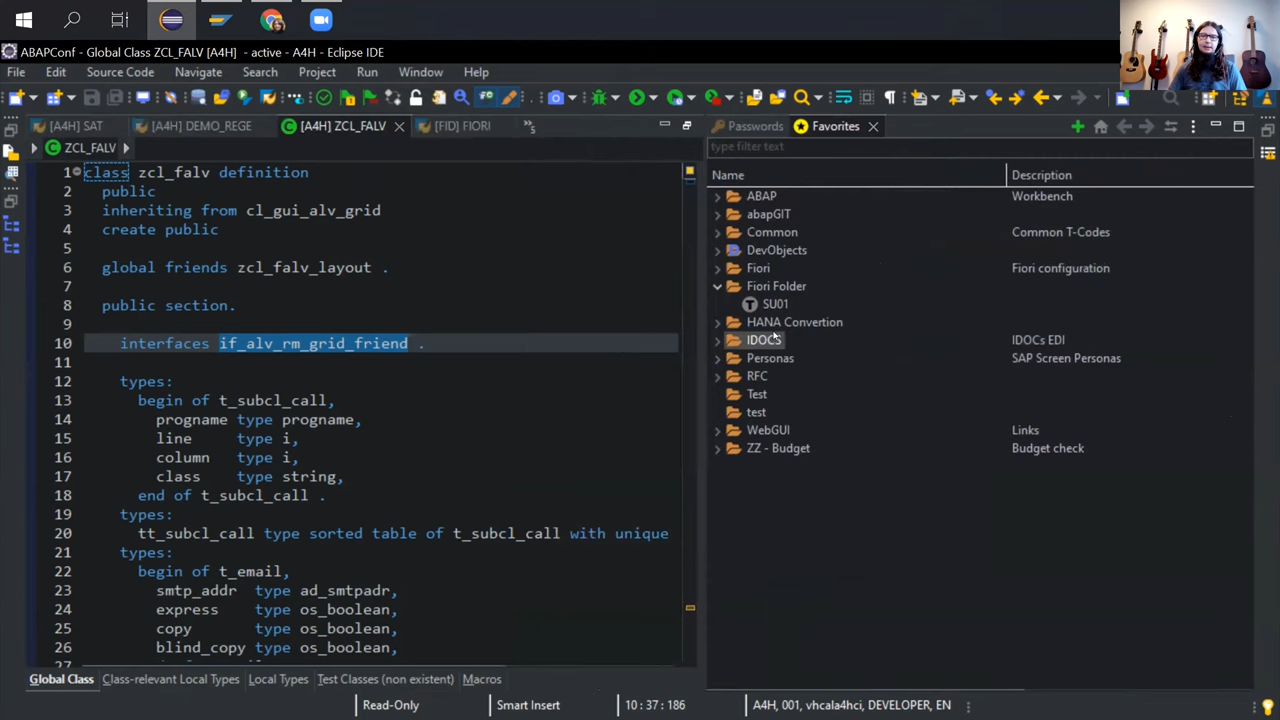 ABAPConf - Global Class ZCL_FALV [A4H] - active - A4H - Eclipse IDE
File Edit Source Code Navigate Search Project Run Window Help
[A4H] SAT [A4H] DEMO_REGE [A4H] ZCL_FALV [FID] FIORI
ZCL_FALV
1 class zcl_falv definition
2 public
3 inheriting from cl_gui_alv_grid
4 create public
5
6 global friends zcl_falv_layout .
7
8 public section.
9
10 interfaces if_alv_rm_grid_friend .
11
12 types:
13 begin of t_subcl_call,
14 progname type progname,
15 line type i,
16 column type i,
17 class type string,
18 end of t_subcl_call .
19 types:
20 tt_subcl_call type sorted table of t_subcl_call with unique
21 types:
22 begin of t_email,
23 smtp_addr type ad_smtpadr,
24 express type os_boolean,
25 copy type os_boolean,
26 blind_copy type os_boolean,
27
Global Class Class-relevant Local Types Local Types Test Classes (non existent) Macros
Passwords Favorites
type filter text
Name Description
ABAP Workbench
abapGIT
Common Common T-Codes
DevObjects
Fiori Fiori configuration
Fiori Folder
T SU01
HANA Convertion
IDOCs IDOCs EDI
Personas SAP Screen Personas
RFC
Test
test
WebGUI Links
ZZ - Budget Budget check
Read-Only Smart Insert 10 : 37 : 186 A4H, 001, vhcala4hci, DEVELOPER, EN